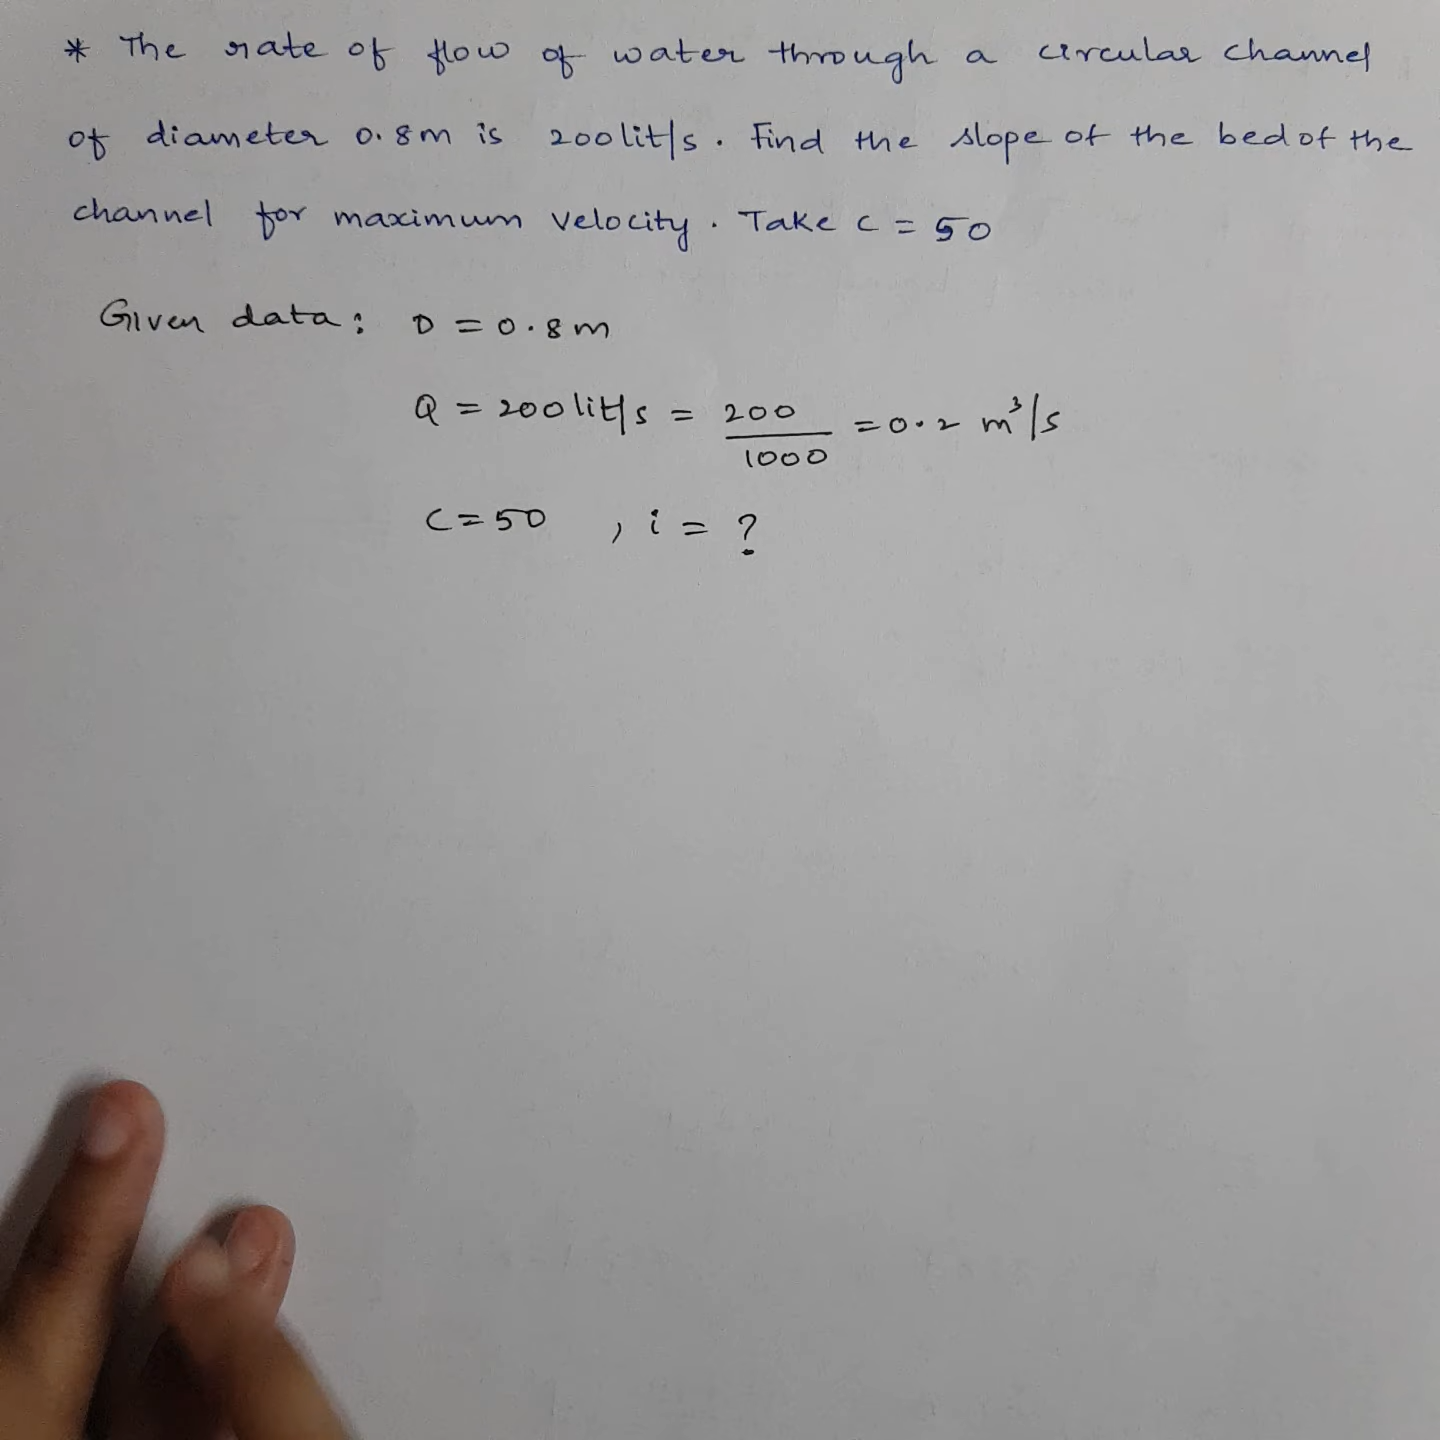 * The rate of flow of water through a circular channel
of diameter 0.8m is 200lit/s. Find the slope of the bed of the
channel for maximum velocity. Take C = 50
Given data: D = 0.8m
Q = 200lit/s = 200/1000 = 0.2 m³/s
C = 50 , i = ?